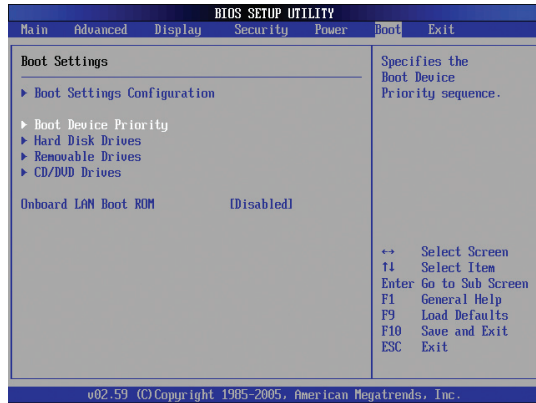 BIOS SETUP UTILITY
Main Advanced Display Security Power Boot Exit
Boot Settings
▶ Boot Settings Configuration
▶ Boot Device Priority
▶ Hard Disk Drives
▶ Removable Drives
▶ CD/DVD Drives
Onboard LAN Boot ROM [Disabled]
Specifies the
Boot Device
Priority sequence.
↔ Select Screen
↑↓ Select Item
Enter Go to Sub Screen
F1 General Help
F9 Load Defaults
F10 Save and Exit
ESC Exit
v02.59 (C)Copyright 1985-2005, American Megatrends, Inc.